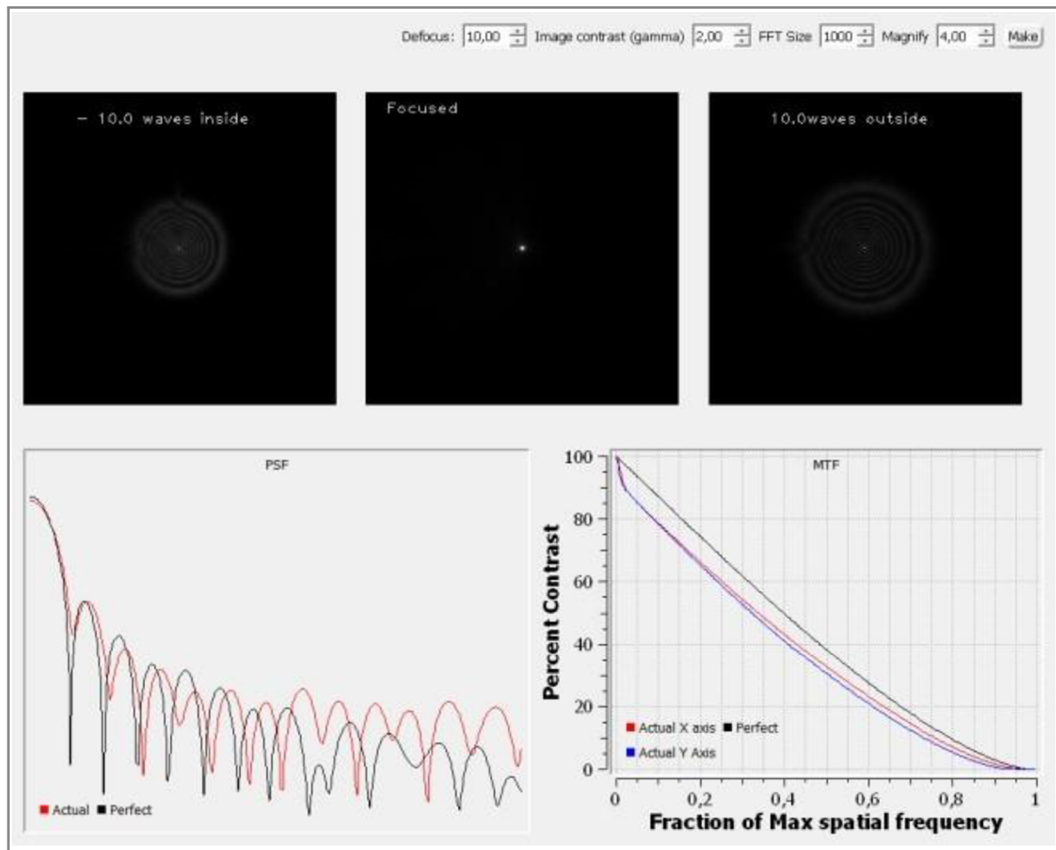 Defocus: 10,00 Image contrast (gamma) 2,00 FFT Size 1000 Magnify 4,00 Make
- 10.0 waves inside
Focused
10.0waves outside
PSF
Actual Perfect
MTF
Percent Contrast
100
80
60
40
20
0
Actual X axis Perfect
Actual Y Axis
0 0,2 0,4 0,6 0,8 1
Fraction of Max spatial frequency